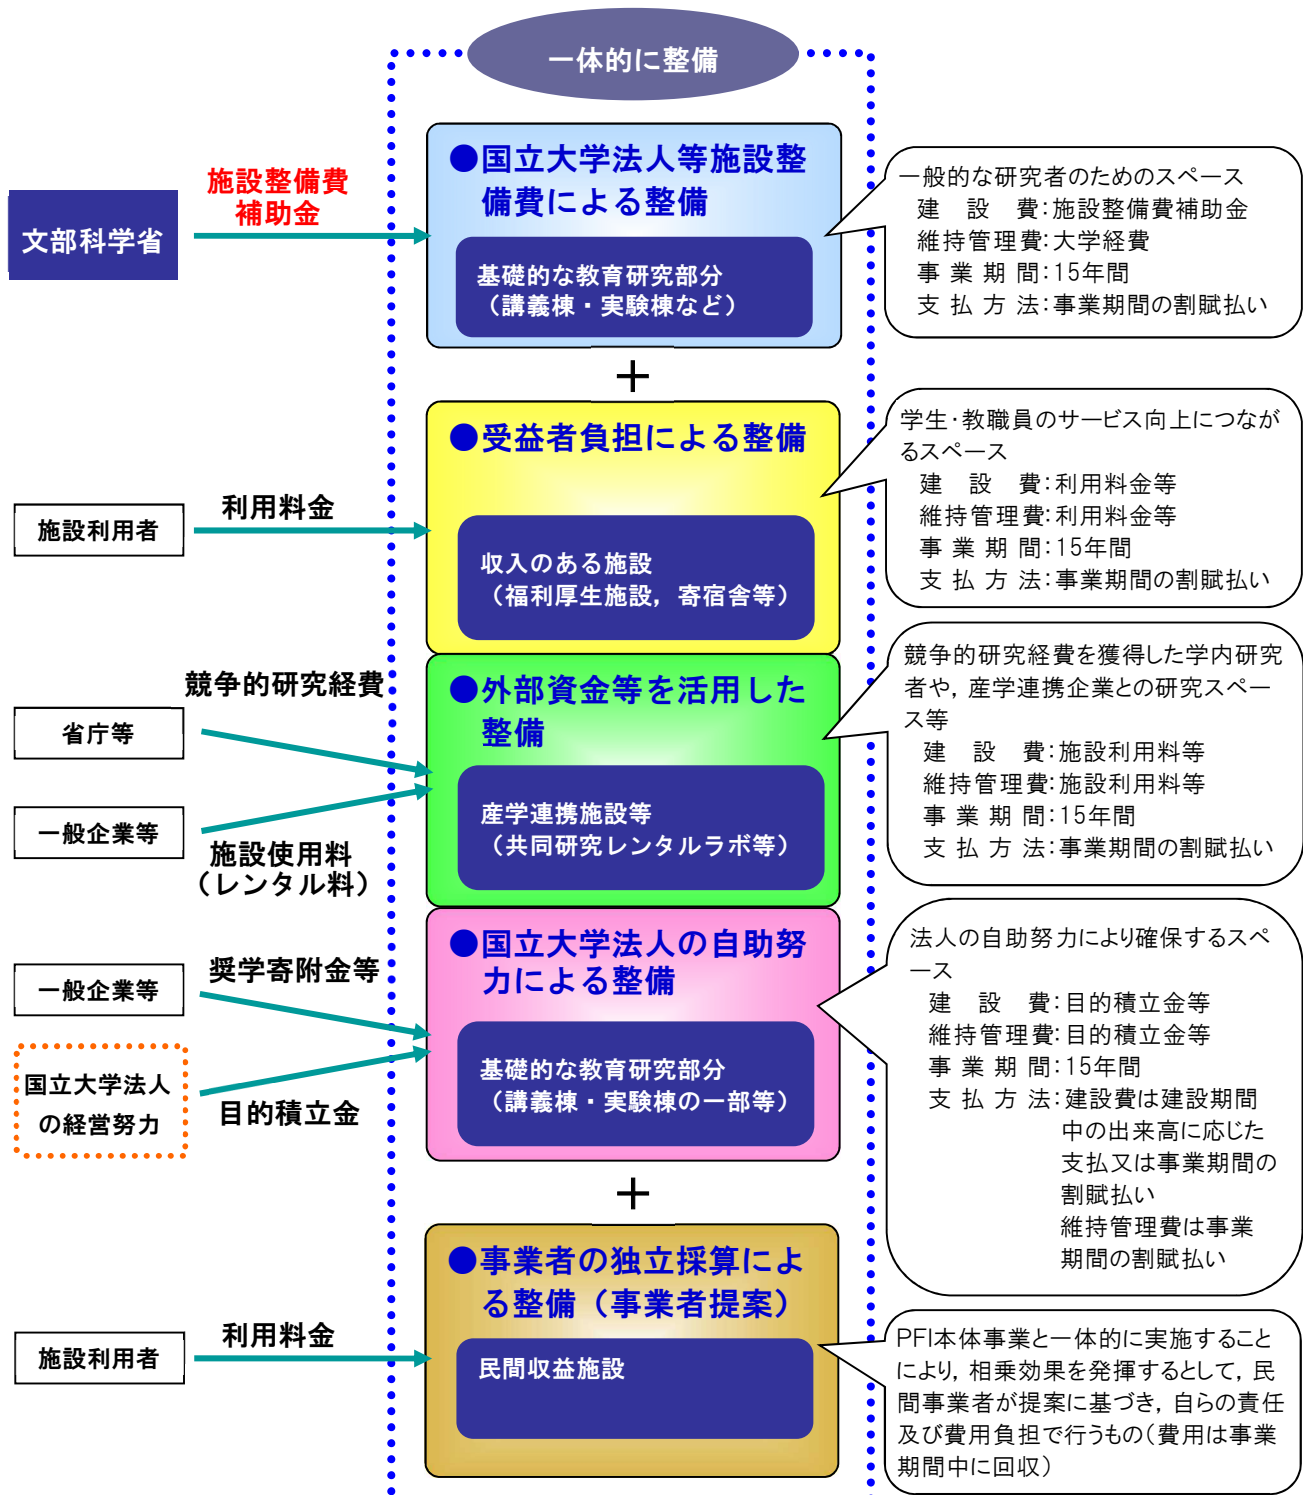 一体的に整備
文部科学省
施設整備費
補助金
●国立大学法人等施設整
備費による整備
基礎的な教育研究部分
（講義棟・実験棟など）
一般的な研究者のためのスペース
建　設　費：施設整備費補助金
維持管理費：大学経費
事 業 期 間：15年間
支 払 方 法：事業期間の割賦払い
＋
施設利用者
利用料金
●受益者負担による整備
収入のある施設
（福利厚生施設，寄宿舎等）
学生・教職員のサービス向上につなが
るスペース
建　設　費：利用料金等
維持管理費：利用料金等
事 業 期 間：15年間
支 払 方 法：事業期間の割賦払い
競争的研究経費
省庁等
一般企業等
施設使用料
（レンタル料）
●外部資金等を活用した
整備
産学連携施設等
（共同研究レンタルラボ等）
競争的研究経費を獲得した学内研究
者や，産学連携企業との研究スペー
ス等
建　設　費：施設利用料等
維持管理費：施設利用料等
事 業 期 間：15年間
支 払 方 法：事業期間の割賦払い
一般企業等
奨学寄附金等
国立大学法人
の経営努力
目的積立金
●国立大学法人の自助努
力による整備
基礎的な教育研究部分
（講義棟・実験棟の一部等）
法人の自助努力により確保するスペ
ース
建　設　費：目的積立金等
維持管理費：目的積立金等
事 業 期 間：15年間
支 払 方 法：建設費は建設期間
中の出来高に応じた
支払又は事業期間の
割賦払い
維持管理費は事業
期間の割賦払い
＋
施設利用者
利用料金
●事業者の独立採算によ
る整備（事業者提案）
民間収益施設
PFI本体事業と一体的に実施すること
により，相乗効果を発揮するとして，民
間事業者が提案に基づき，自らの責任
及び費用負担で行うもの（費用は事業
期間中に回収）